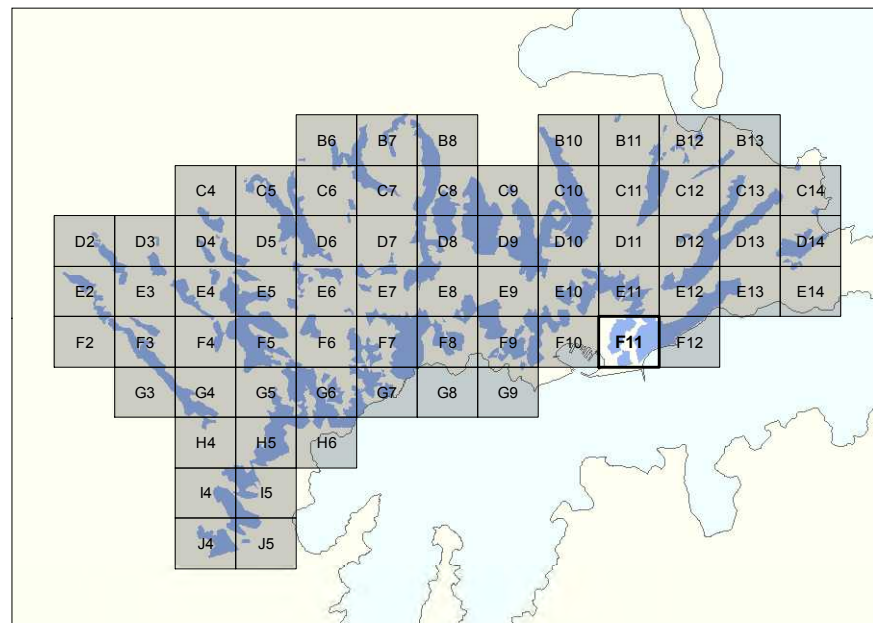 B6 B7 B8 B10 B11 B12 B13
C4 C5 C6 C7 C8 C9 C10 C11 C12 C13 C14
D2 D3 D4 D5 D6 D7 D8 D9 D10 D11 D12 D13 D14
E2 E3 E4 E5 E6 E7 E8 E9 E10 E11 E12 E13 E14
F2 F3 F4 F5 F6 F7 F8 F9 F10 F11 F12
G3 G4 G5 G6 G7 G8 G9
H4 H5 H6
I4 I5
J4 J5